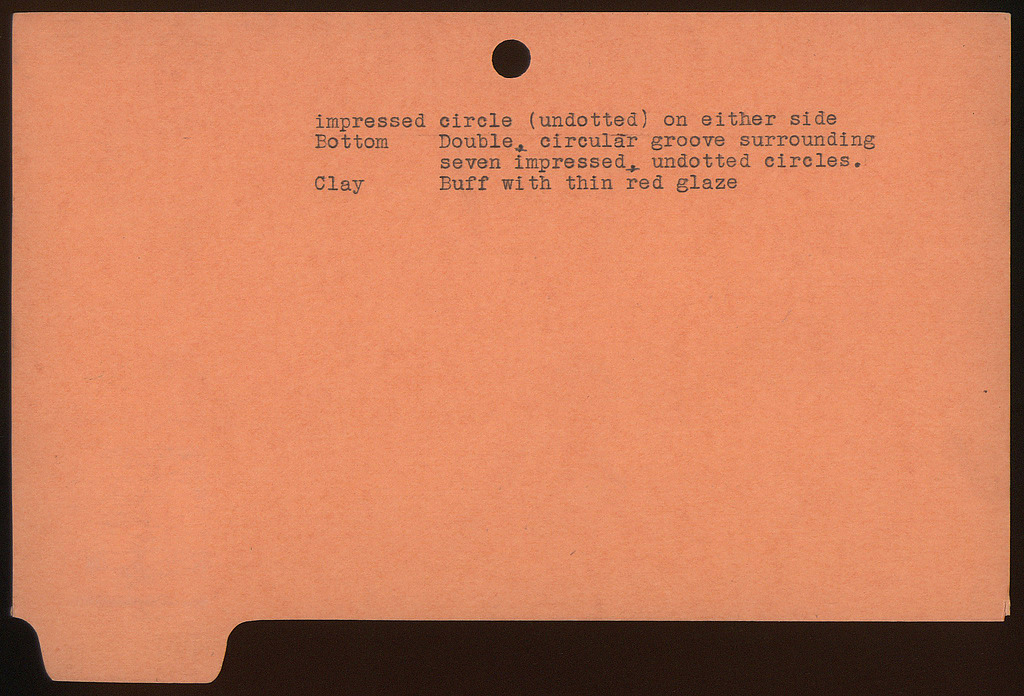 impressed circle (undotted) on either side
Bottom Double, circular groove surrounding
seven impressed, undotted circles.
Clay Buff with thin red glaze